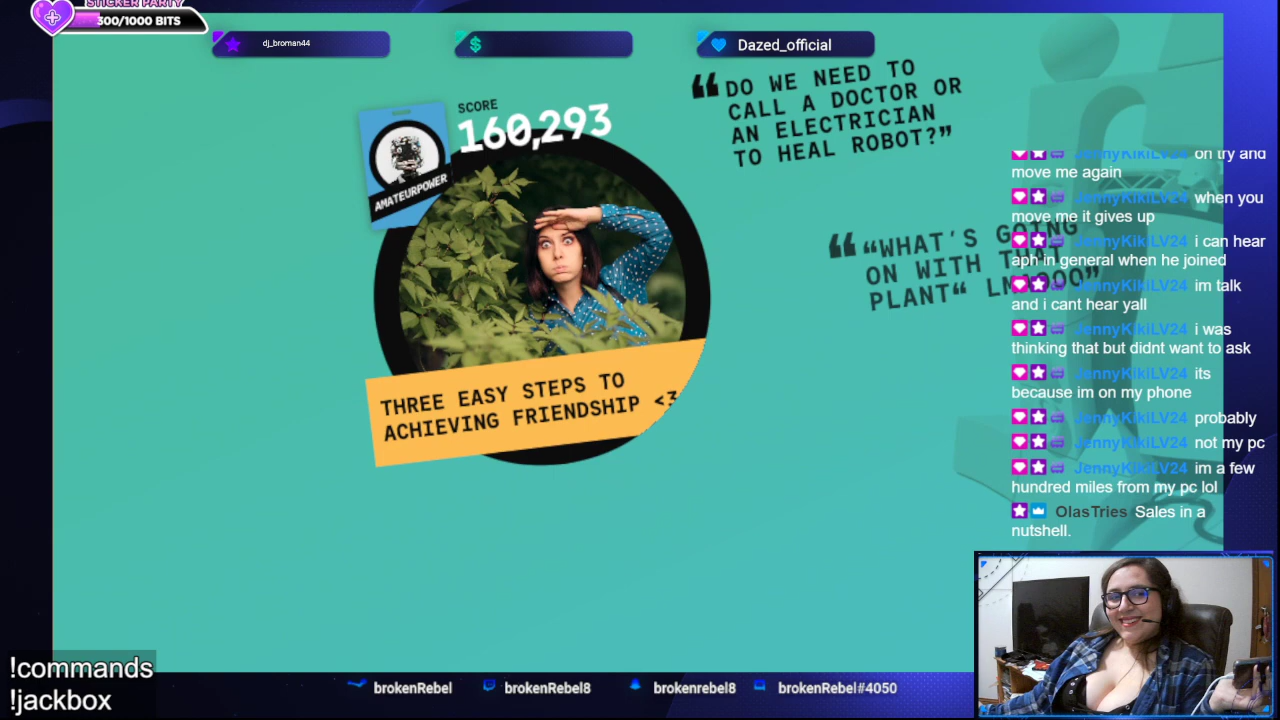 STICKER PARTY
300/1000 BITS
dj_broman44
$
Dazed_official
SCORE
160,293
AMATEURPOWER
“DO WE NEED TO
CALL A DOCTOR OR
AN ELECTRICIAN
TO HEAL ROBOT?”
““WHAT'S GOING
ON WITH THAT
PLANT“
THREE EASY STEPS TO
ACHIEVING FRIENDSHIP <3
JennyKikiLV24 oh try and
move me again
JennyKikiLV24 when you
move me it gives up
JennyKikiLV24 i can hear
aph in general when he joined
JennyKikiLV24 im talk
and i cant hear yall
JennyKikiLV24 i was
thinking that but didnt want to ask
JennyKikiLV24 its
because im on my phone
JennyKikiLV24 probably
JennyKikiLV24 not my pc
JennyKikiLV24 im a few
hundred miles from my pc lol
OlasTries Sales in a
nutshell.
!commands
!jackbox
brokenRebel
brokenRebel8
brokenrebel8
brokenRebel#4050